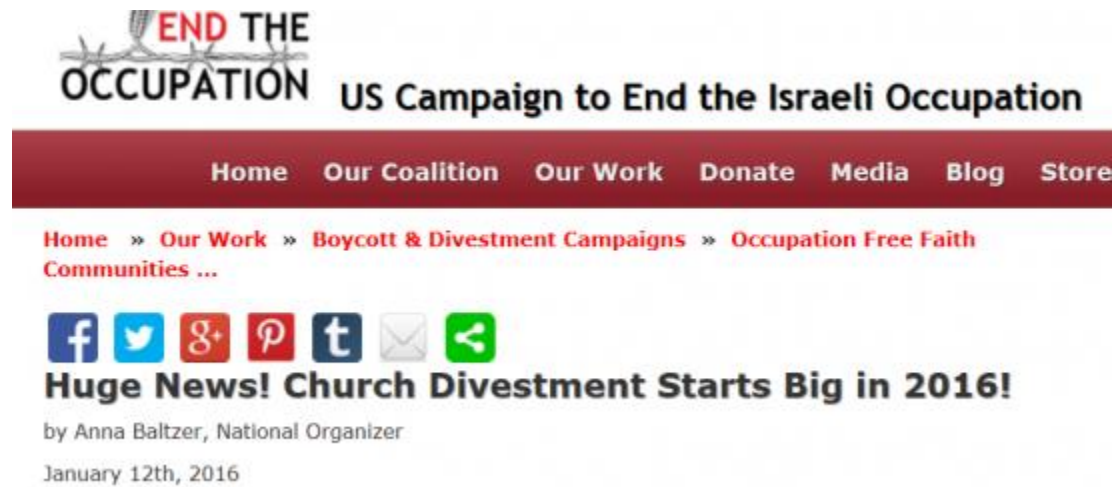 END THE
OCCUPATION
US Campaign to End the Israeli Occupation
Home Our Coalition Our Work Donate Media Blog Store
Home » Our Work » Boycott & Divestment Campaigns » Occupation Free Faith
Communities ...
Huge News! Church Divestment Starts Big in 2016!
by Anna Baltzer, National Organizer
January 12th, 2016